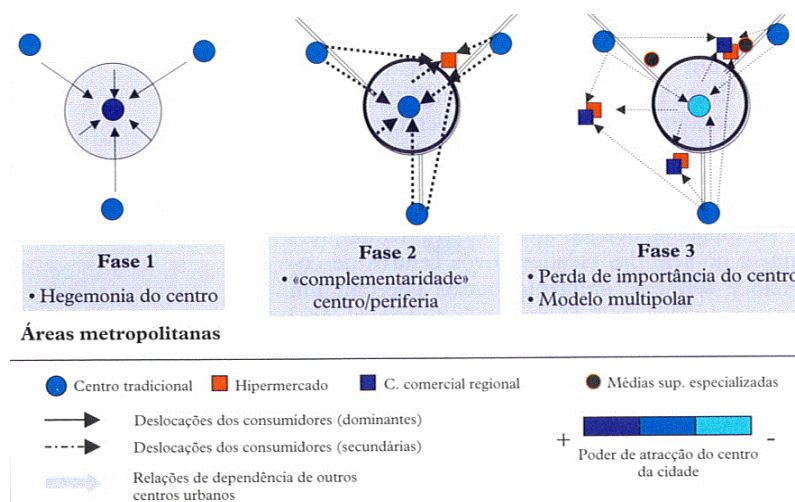 Fase 1
• Hegemonia do centro
Fase 2
• «complementaridade»
centro/periferia
Fase 3
• Perda de importância do centro
• Modelo multipolar
Áreas metropolitanas
Centro tradicional
Hipermercado
C. comercial regional
Médias sup. especializadas
Deslocações dos consumidores (dominantes)
Deslocações dos consumidores (secundárias)
Relações de dependência de outros
centros urbanos
+ -
Poder de atracção do centro
da cidade